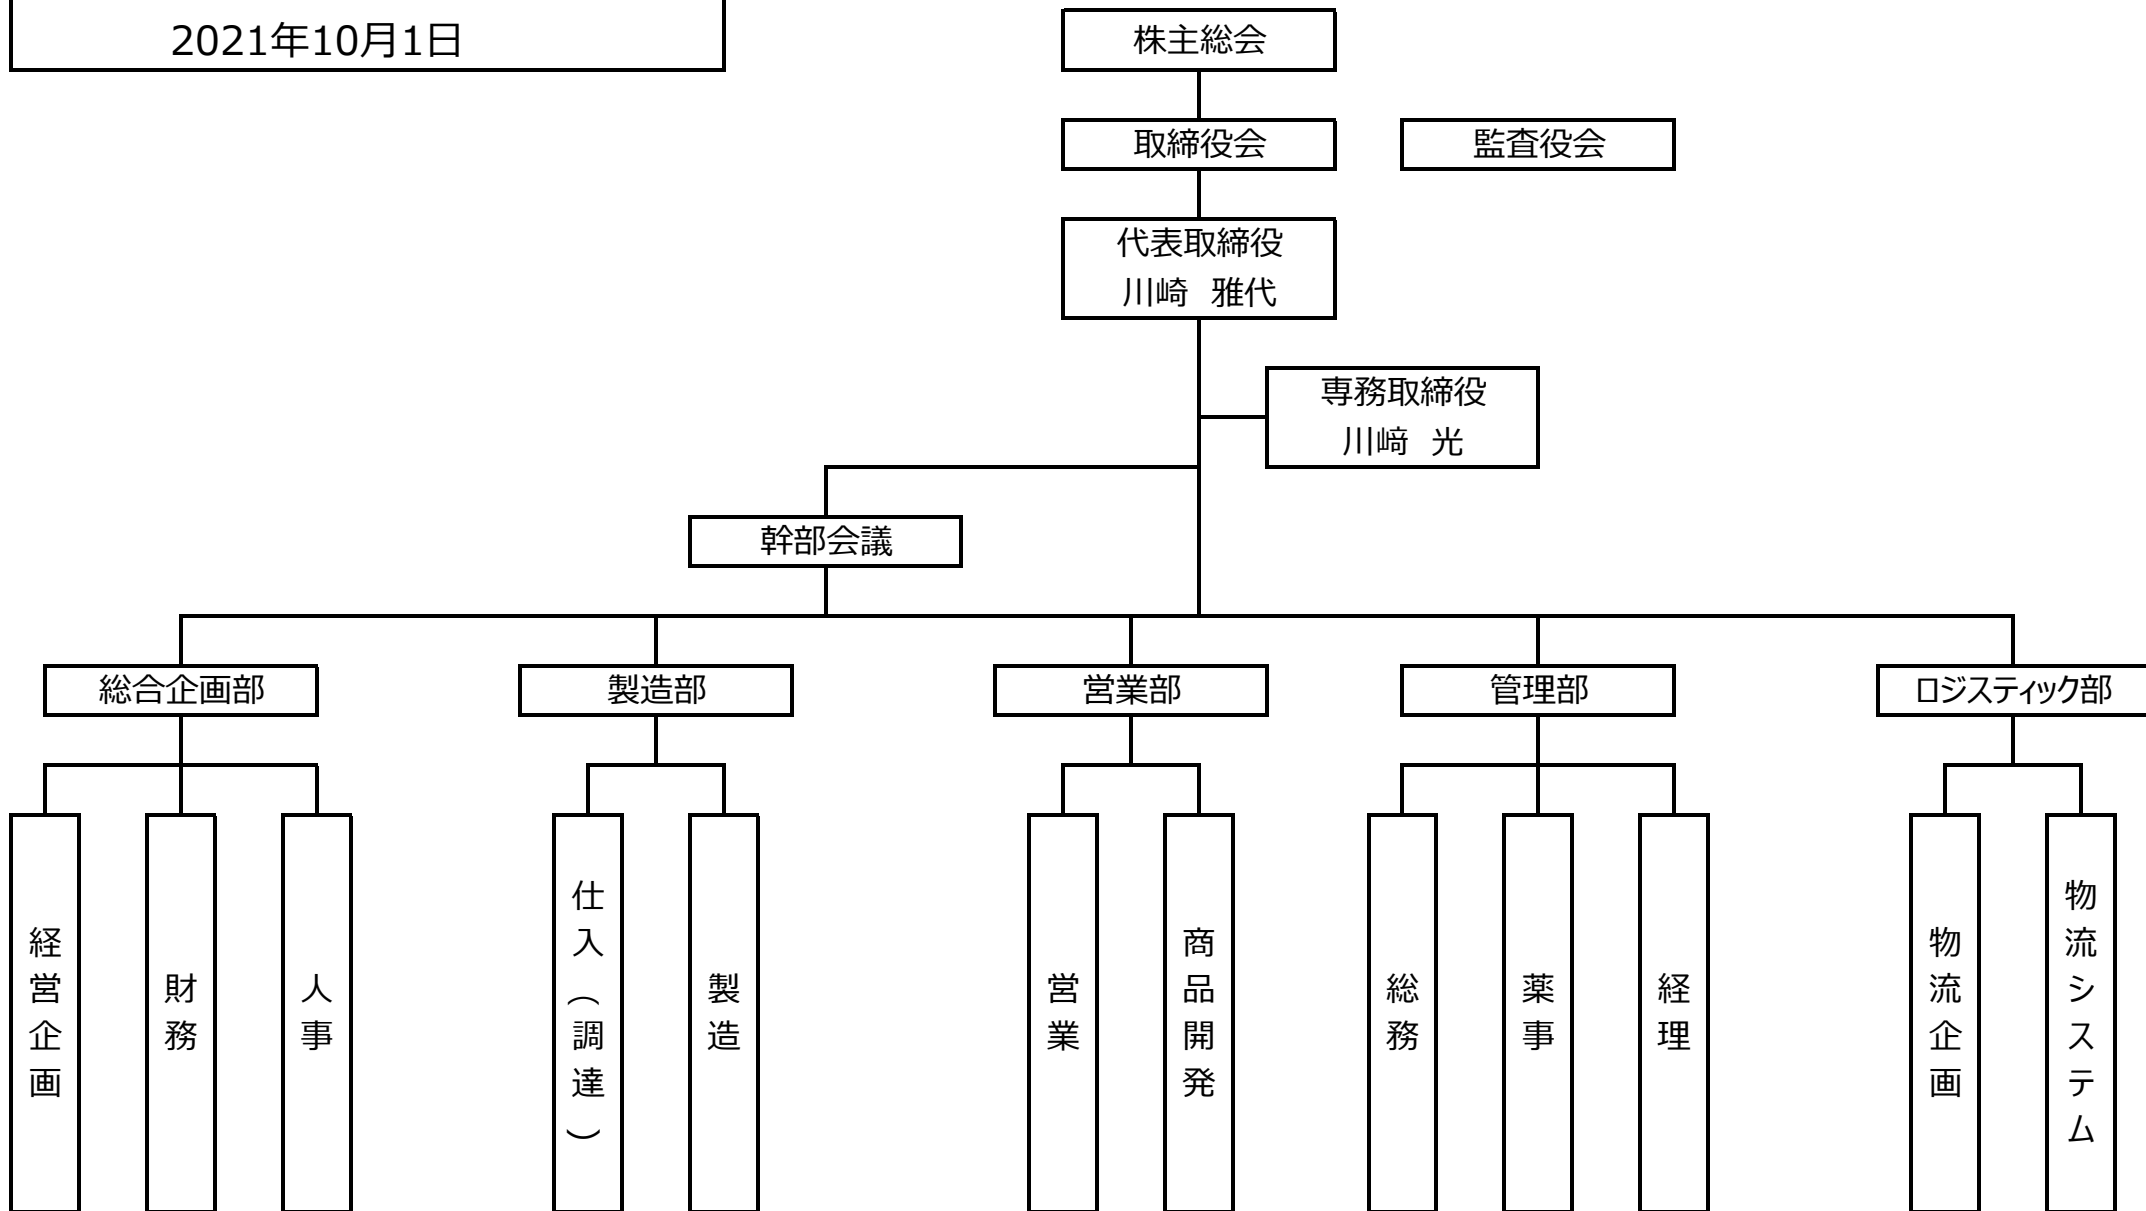 2021年10月1日
株主総会
取締役会
監査役会
代表取締役
川崎　雅代
専務取締役
川﨑　光
幹部会議
総合企画部
製造部
営業部
管理部
ロジスティック部
経営企画
財務
人事
仕入（調達）
製造
営業
商品開発
総務
薬事
経理
物流企画
物流システム